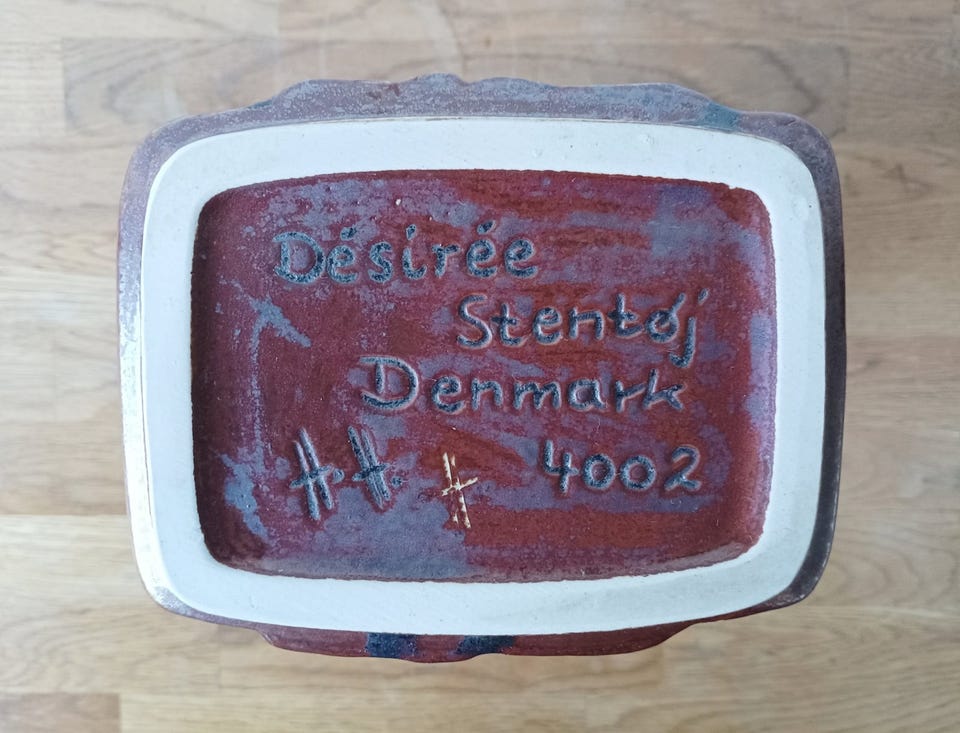 Désirée
Stentøj
Denmark
H.H. H 4002